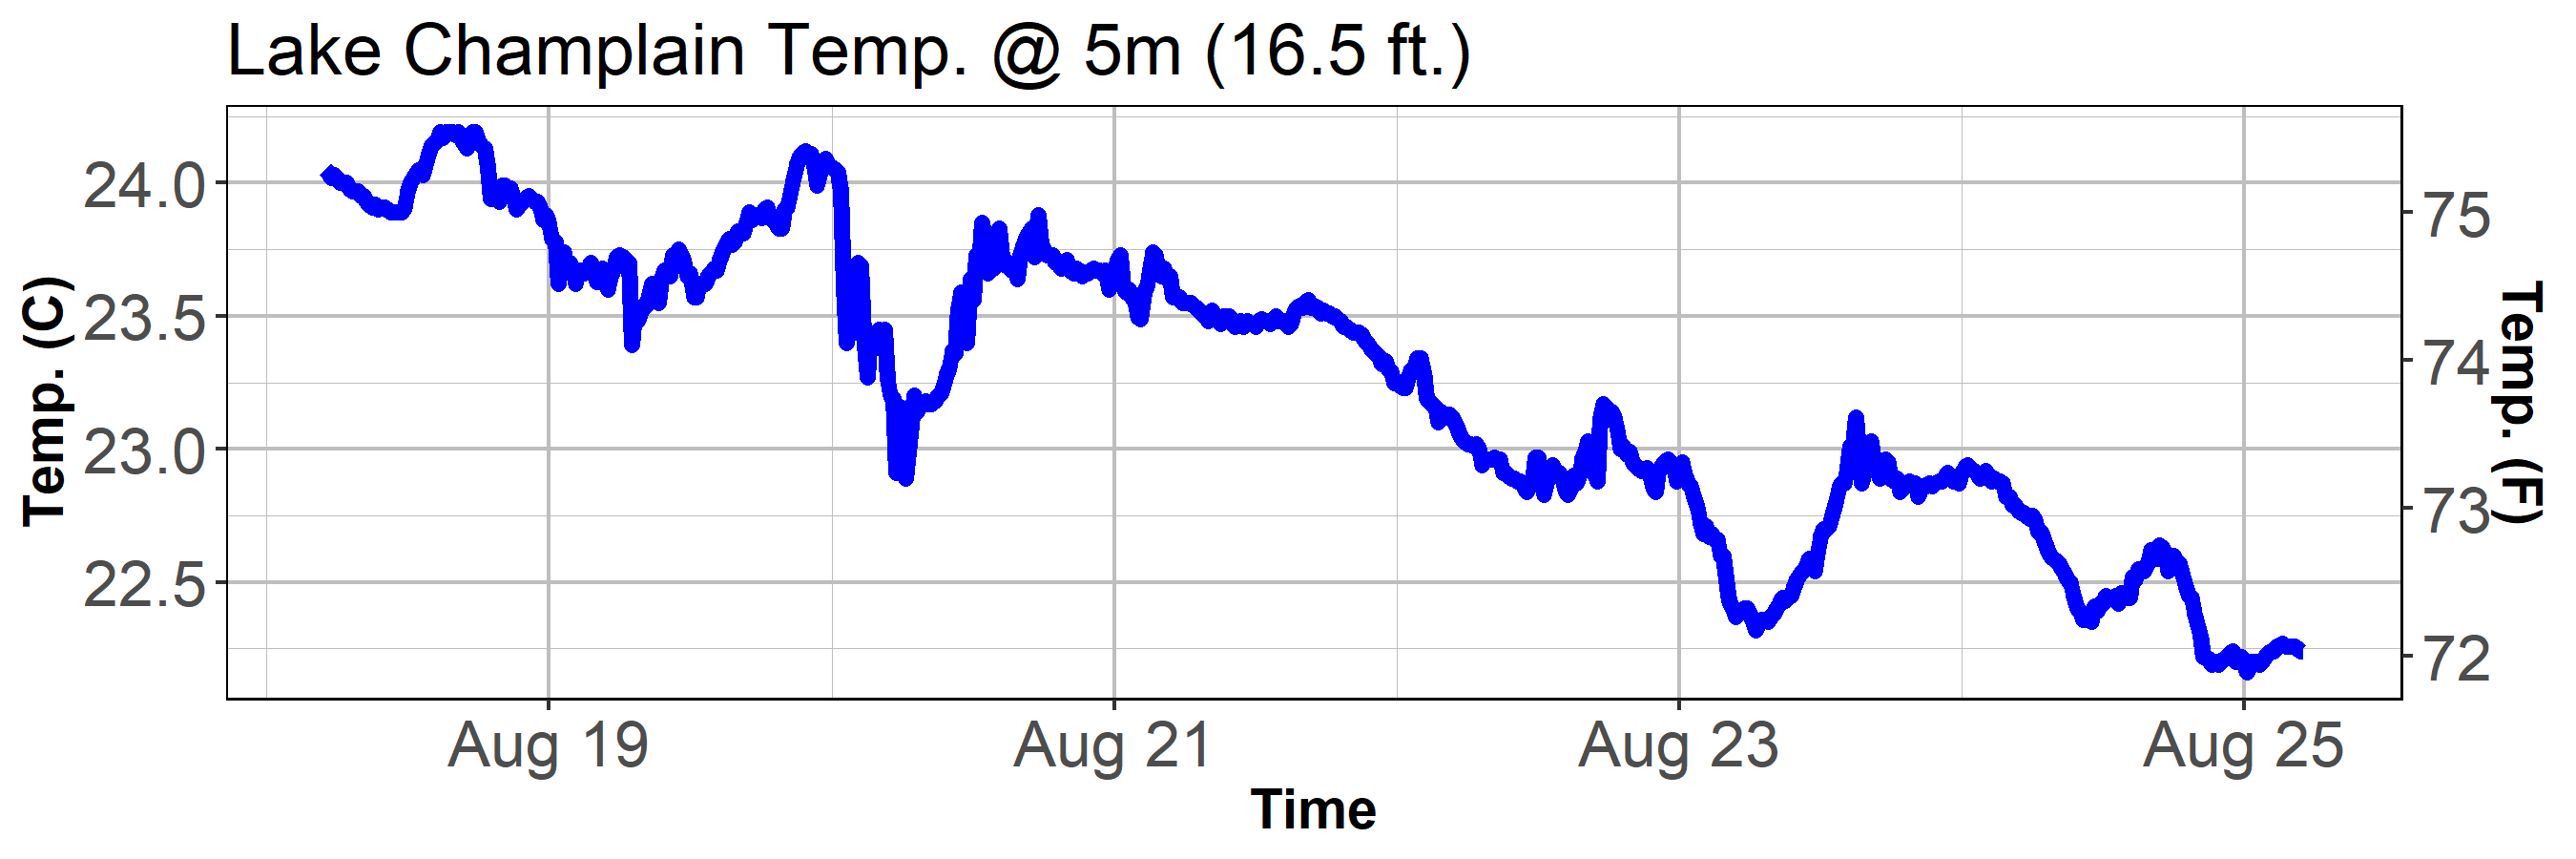 Lake Champlain Temp. @ 5m (16.5 ft.)
Temp. (C)
24.0
23.5
23.0
22.5
75
74
73
72
Temp. (F)
Aug 19 Aug 21 Aug 23 Aug 25
Time